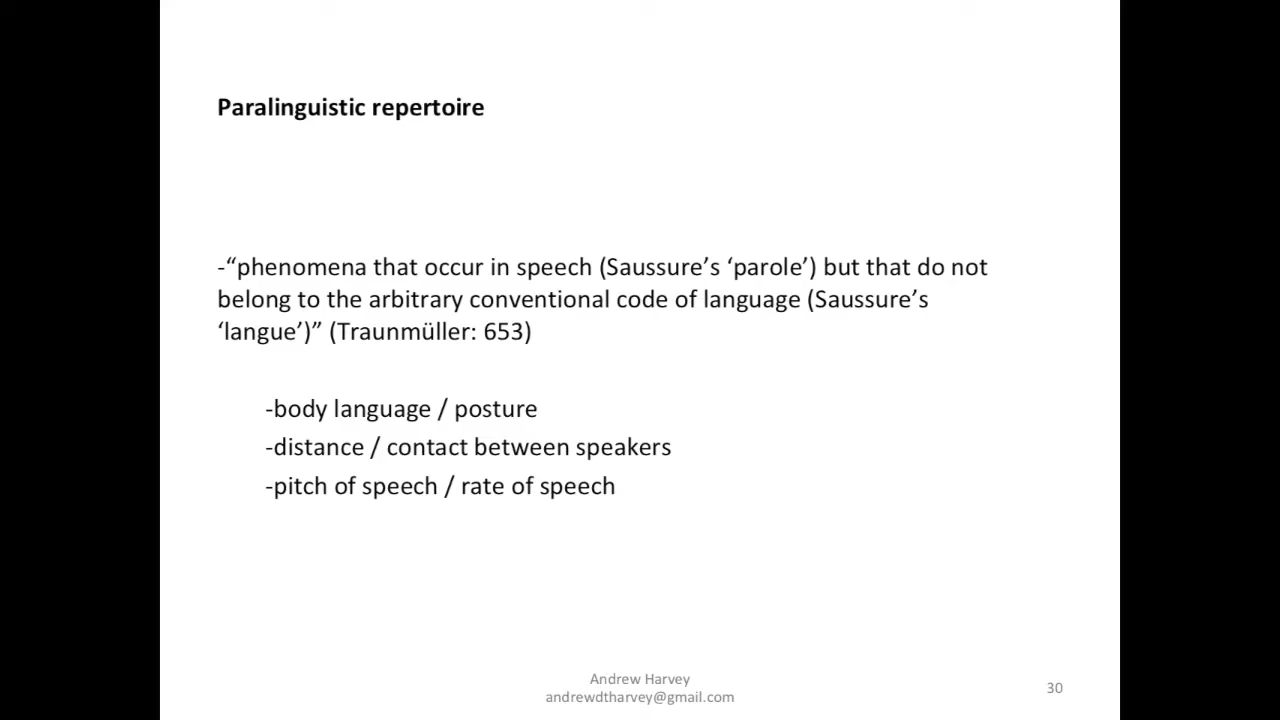 Paralinguistic repertoire
-“phenomena that occur in speech (Saussure’s ‘parole’) but that do not
belong to the arbitrary conventional code of language (Saussure’s
‘langue’)” (Traunmüller: 653)
-body language / posture
-distance / contact between speakers
-pitch of speech / rate of speech
Andrew Harvey
andrewdtharvey@gmail.com
30